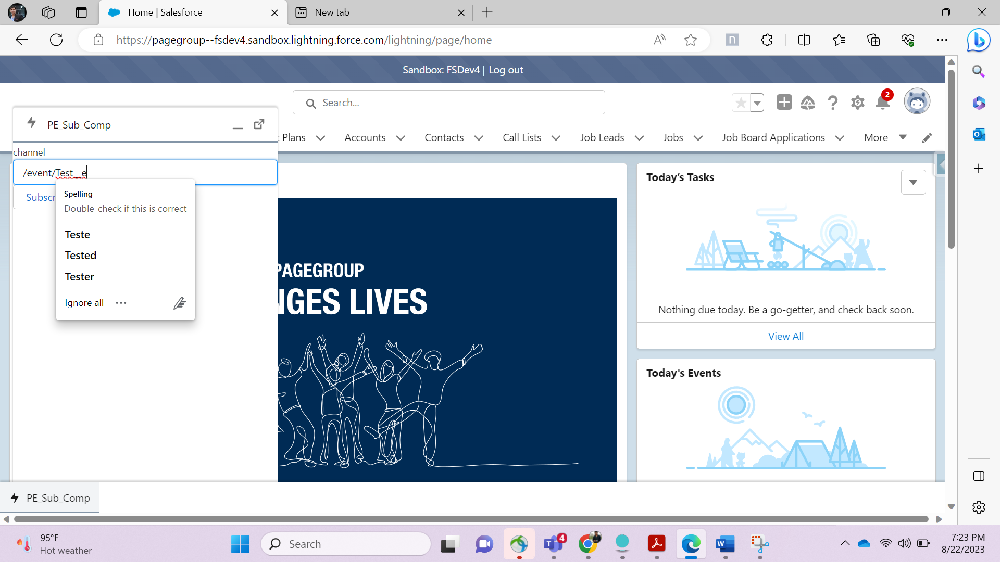 Home | Salesforce
New tab
https://pagegroup--fsdev4.sandbox.lightning.force.com/lightning/page/home
Sandbox: FSDev4 | Log out
Search...
2
PE_Sub_Comp
t Plans
Accounts
Contacts
Call Lists
Job Leads
Jobs
Job Board Applications
More
channel
/event/Test__e
Subscr
Spelling
Double-check if this is correct
Teste
Tested
Tester
Ignore all
PAGEGROUP
NGES LIVES
Today's Tasks
Nothing due today. Be a go-getter, and check back soon.
View All
Today's Events
PE_Sub_Comp
95°F
Hot weather
Search
4
7:23 PM
8/22/2023